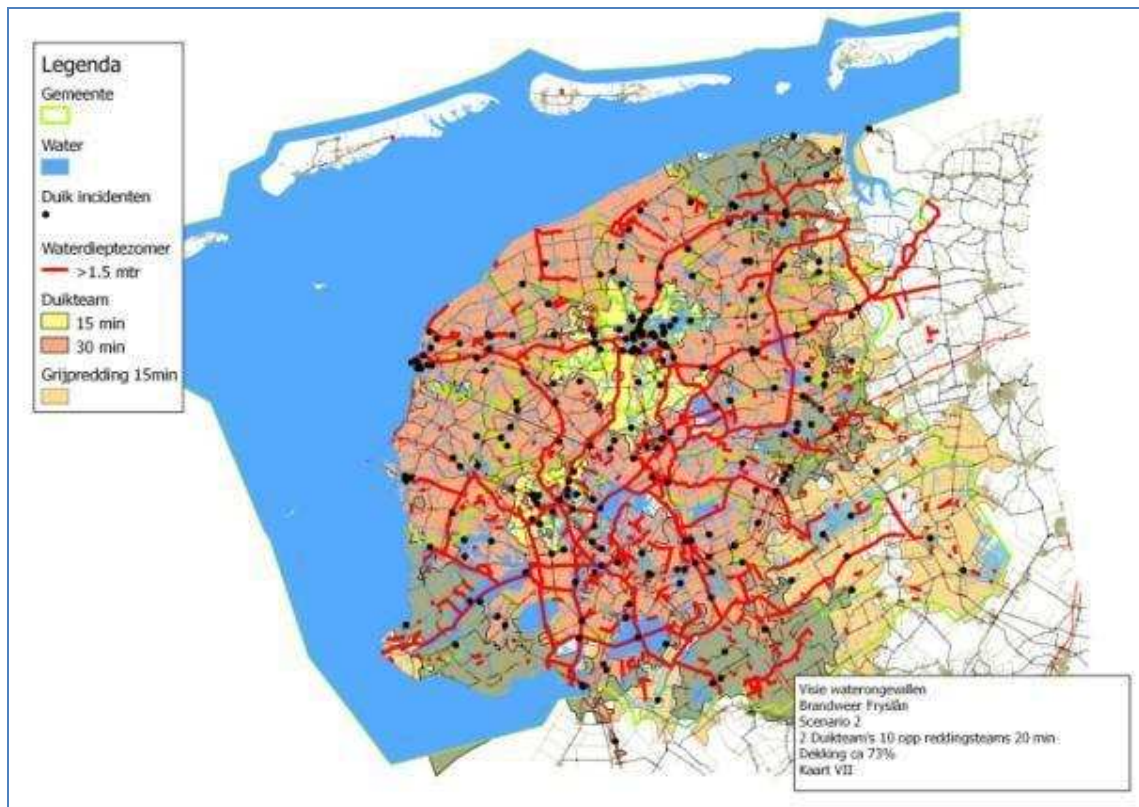 Legenda
Gemeente
Water
Duik incidenten
Waterdieptezomer
>1.5 mtr
Duikteam
15 min
30 min
Grijpredding 15min
Visie waterongevallen
Brandweer Fryslân
Scenario 2
2 Duikteam's 10 opp reddingsteams 20 min
Dekking ca 73%
Kaart VII